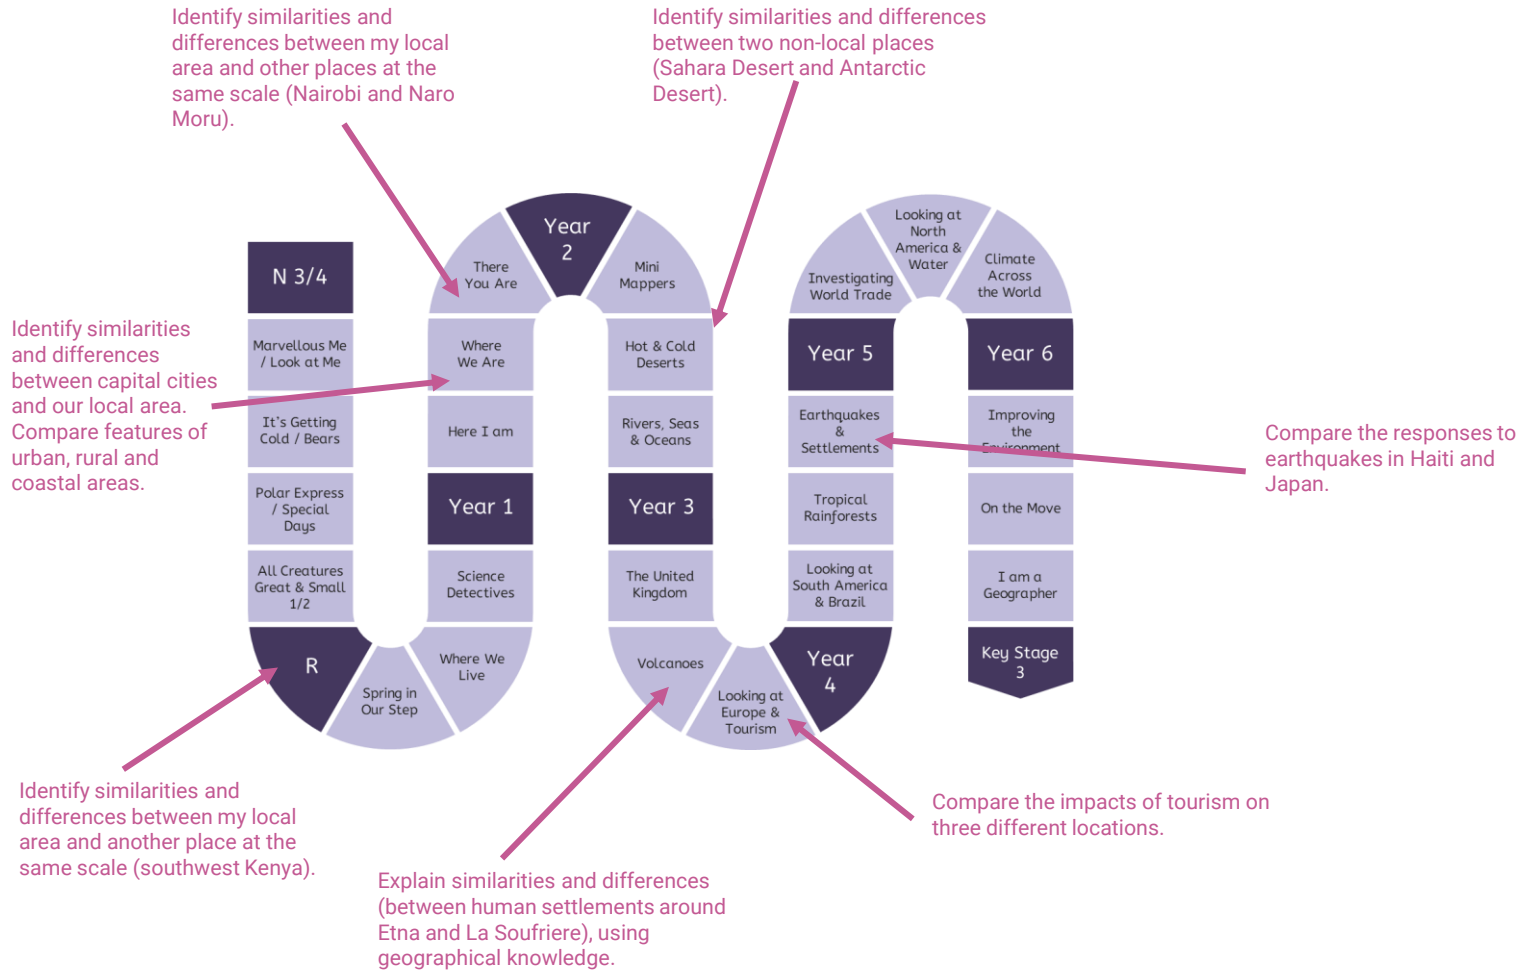 Identify similarities and
differences between my local
area and other places at the
same scale (Nairobi and Naro
Moru).
Identify similarities and differences
between two non-local places
(Sahara Desert and Antarctic
Desert).
Identify similarities
and differences
between capital cities
and our local area.
Compare features of
urban, rural and
coastal areas.
N 3/4
Marvellous Me
/ Look at Me
It's Getting
Cold / Bears
Polar Express
/ Special
Days
All Creatures
Great & Small
1/2
R
Spring in
Our Step
Where We
Live
Science
Detectives
Year 1
Here I am
Where
We Are
There
You Are
Year
2
Mini
Mappers
Hot & Cold
Deserts
Rivers, Seas
& Oceans
Year 3
The United
Kingdom
Volcanoes
Looking at
Europe &
Tourism
Year
4
Looking at
South America
& Brazil
Tropical
Rainforests
Earthquakes
&
Settlements
Year 5
Investigating
World Trade
Looking at
North
America &
Water
Climate
Across
the World
Year 6
Improving
the
Environment
On the Move
I am a
Geographer
Key Stage
3
Compare the responses to
earthquakes in Haiti and
Japan.
Identify similarities and
differences between my local
area and another place at the
same scale (southwest Kenya).
Explain similarities and differences
(between human settlements around
Etna and La Soufriere), using
geographical knowledge.
Compare the impacts of tourism on
three different locations.